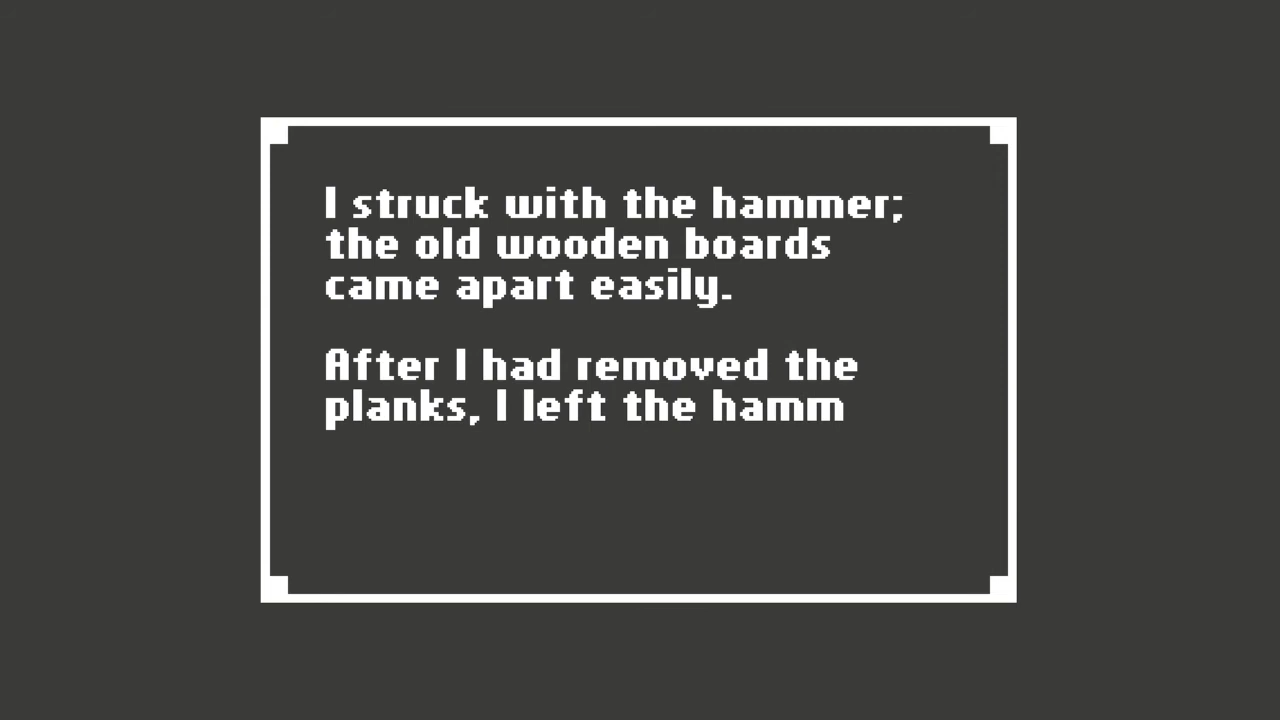 I struck with the hammer;
the old wooden boards
came apart easily.
After I had removed the
planks, I left the hamm